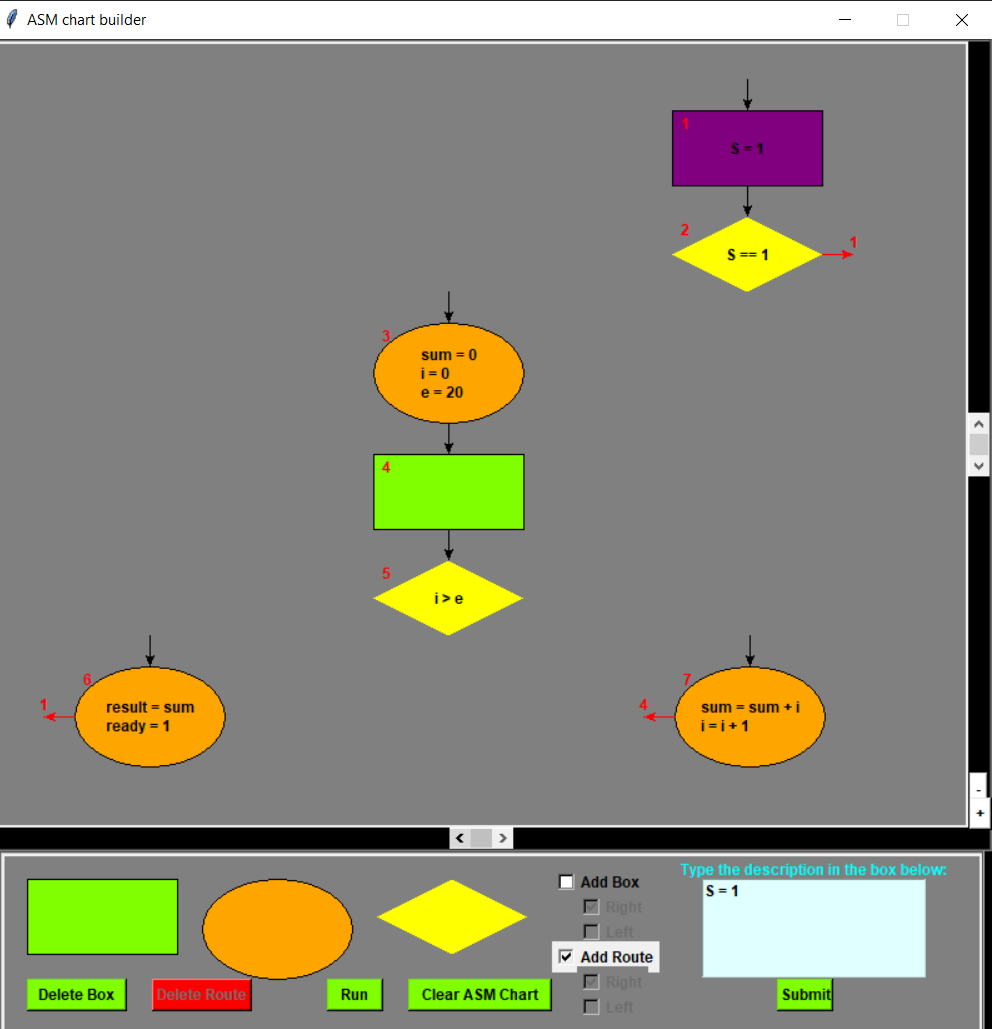 ASM chart builder
1
S = 1
2
S == 1
1
3
sum = 0
i = 0
e = 20
4
5
i > e
6
1
result = sum
ready = 1
7
4
sum = sum + i
i = i + 1
-
+
Type the description in the box below:
S = 1
Add Box
Right
Left
Add Route
Right
Left
Delete Box
Delete Route
Run
Clear ASM Chart
Submit